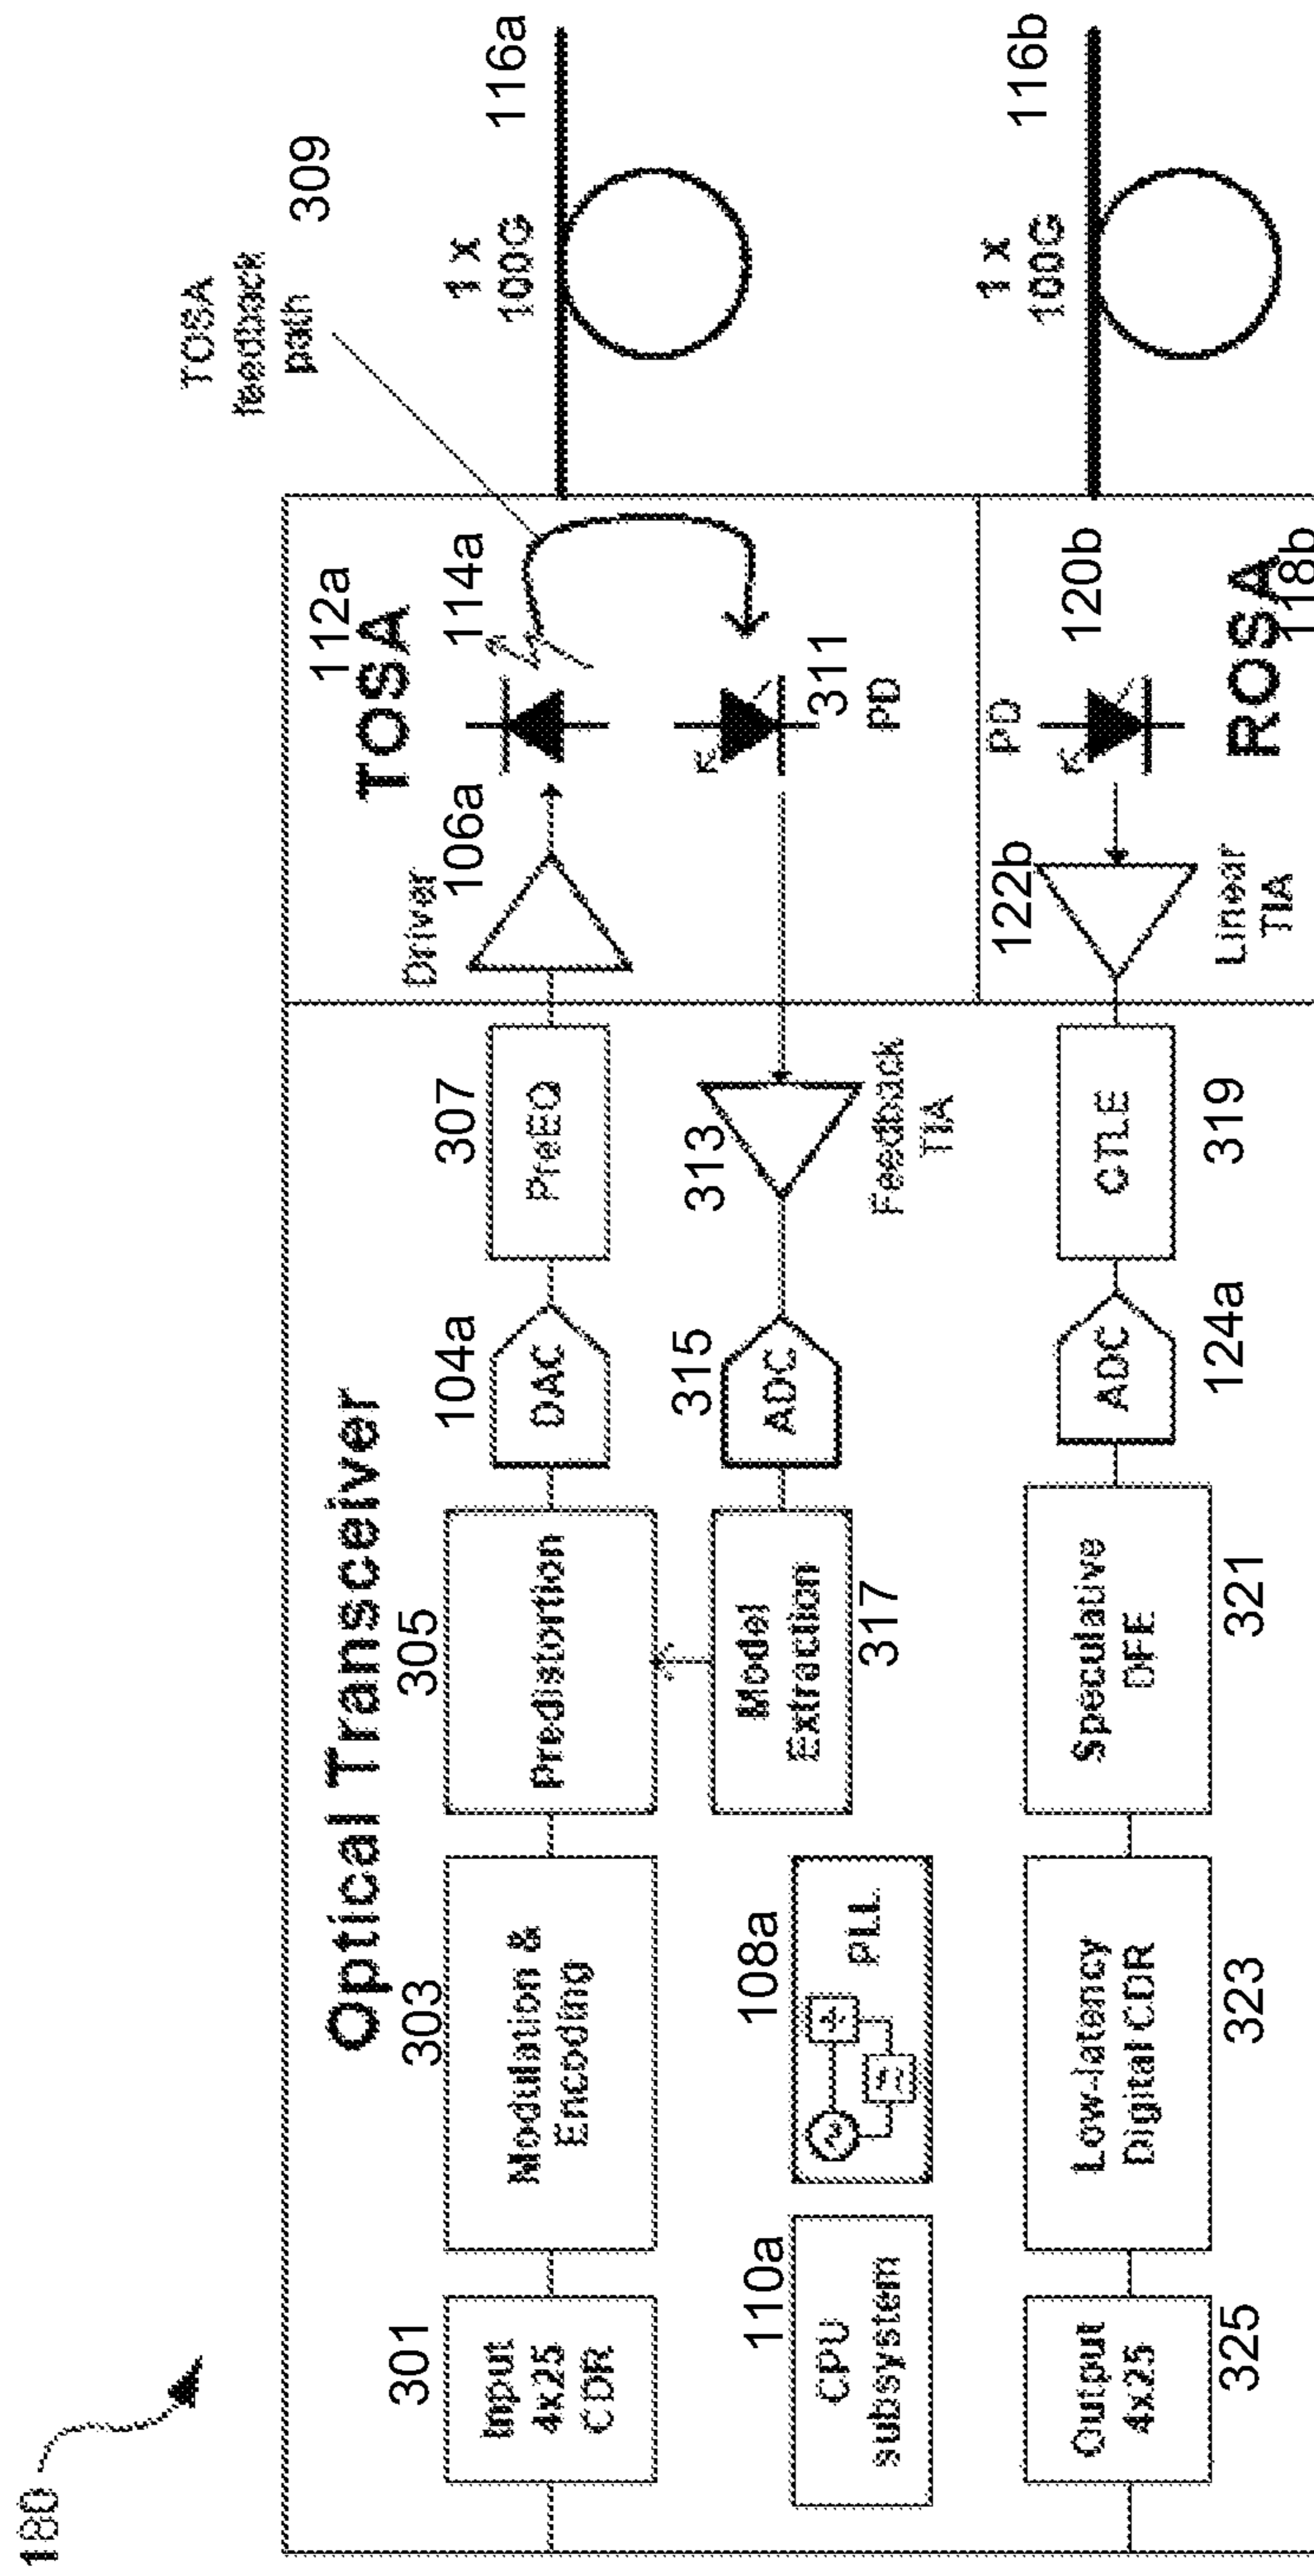 180
Optical Transceiver
301
Input
4x25
CDR
303
Modulation &
Encoding
305
Predistortion
104a
DAC
307
PreEQ
Driver
106a
112a
TOSA
114a
TOSA
feedback
path
309
1 x
100G
116a
110a
CPU
subsystem
108a
PLL
Model
Extraction
317
315
ADC
313
Feedback
TIA
311
PD
Output
4x25
325
Low-latency
Digital CDR
323
Speculative
DFE
321
ADC
124a
CTLE
319
122b
Linear
TIA
PD
120b
ROSA
118b
1 x
100G
116b